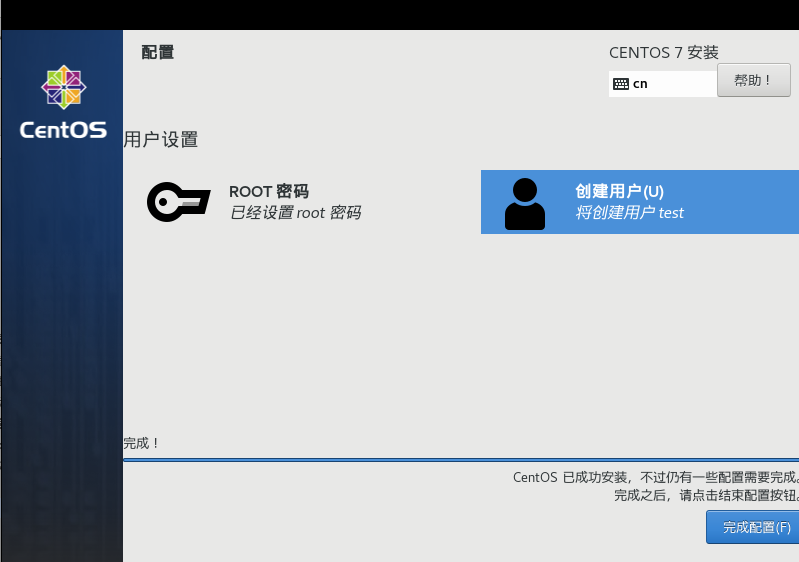 配置
CENTOS 7 安装
cn
帮助！
CentOS
用户设置
ROOT 密码
已经设置 root 密码
创建用户(U)
将创建用户 test
完成！
CentOS 已成功安装，不过仍有一些配置需要完成。
完成之后，请点击结束配置按钮。
完成配置(F)